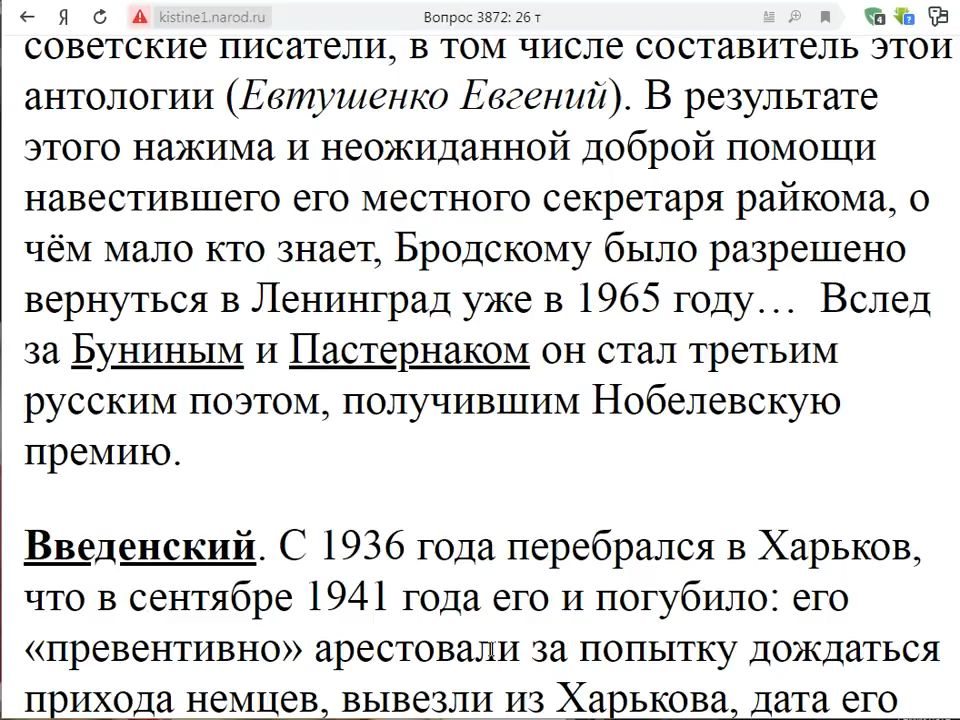 kistine1.narod.ru
Вопрос 3872: 26 т
советские писатели, в том числе составитель этой
антологии (Евтушенко Евгений). В результате
этого нажима и неожиданной доброй помощи
навестившего его местного секретаря райкома, о
чём мало кто знает, Бродскому было разрешено
вернуться в Ленинград уже в 1965 году… Вслед
за Буниным и Пастернаком он стал третьим
русским поэтом, получившим Нобелевскую
премию.
Введенский. С 1936 года перебрался в Харьков,
что в сентябре 1941 года его и погубило: его
«превентивно» арестовали за попытку дождаться
прихода немцев, вывезли из Харькова, дата его